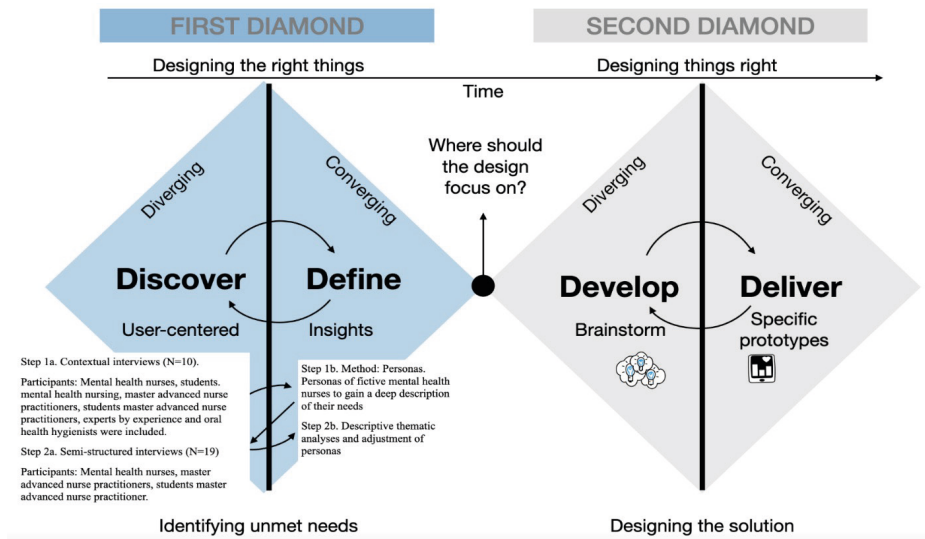 FIRST DIAMOND
SECOND DIAMOND
Designing the right things
Designing things right
Time
Where should
the design
focus on?
Diverging
Converging
Diverging
Converging
Discover
Define
Develop
Deliver
User-centered
Insights
Brainstorm
Specific
prototypes
Step 1a. Contextual interviews (N=10).
Participants: Mental health nurses, students.
mental health nursing, master advanced nurse
practitioners, students master advanced nurse
practitioners, experts by experience and oral
health hygienists were included.
Step 2a. Semi-structured interviews (N=19)
Participants: Mental health nurses, master
advanced nurse practitioners, students master
advanced nurse practitioner.
Step 1b. Method: Personas.
Personas of fictive mental health
nurses to gain a deep description
of their needs
Step 2b. Descriptive thematic
analyses and adjustment of
personas
Identifying unmet needs
Designing the solution